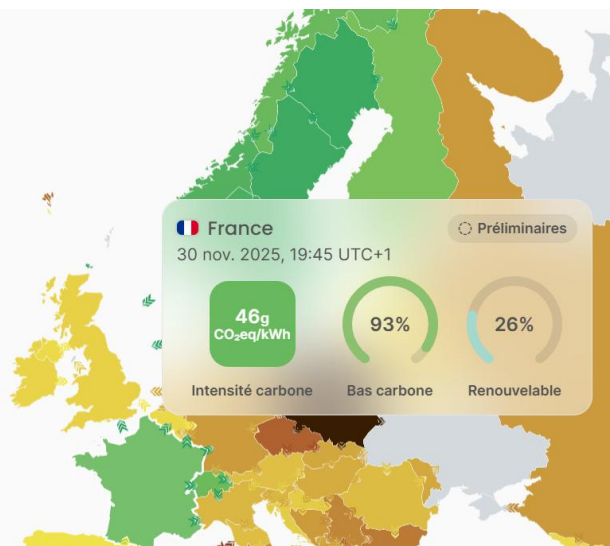 France
Préliminaires
30 nov. 2025, 19:45 UTC+1
46g
CO₂eq/kWh
93%
26%
Intensité carbone
Bas carbone
Renouvelable